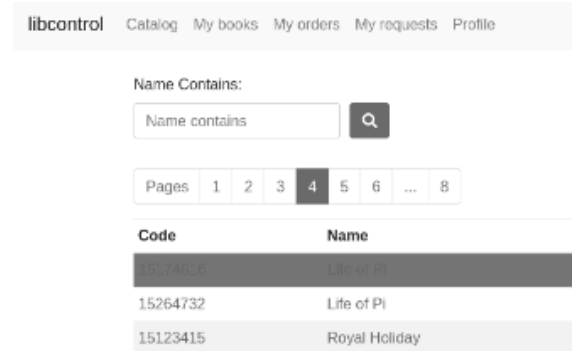 libcontrol Catalog My books My orders My requests Profile
Name Contains:
Name contains
Pages 1 2 3 4 5 6 ... 8
Code Name
15174816 Life of Pi
15264732 Life of Pi
15123415 Royal Holiday